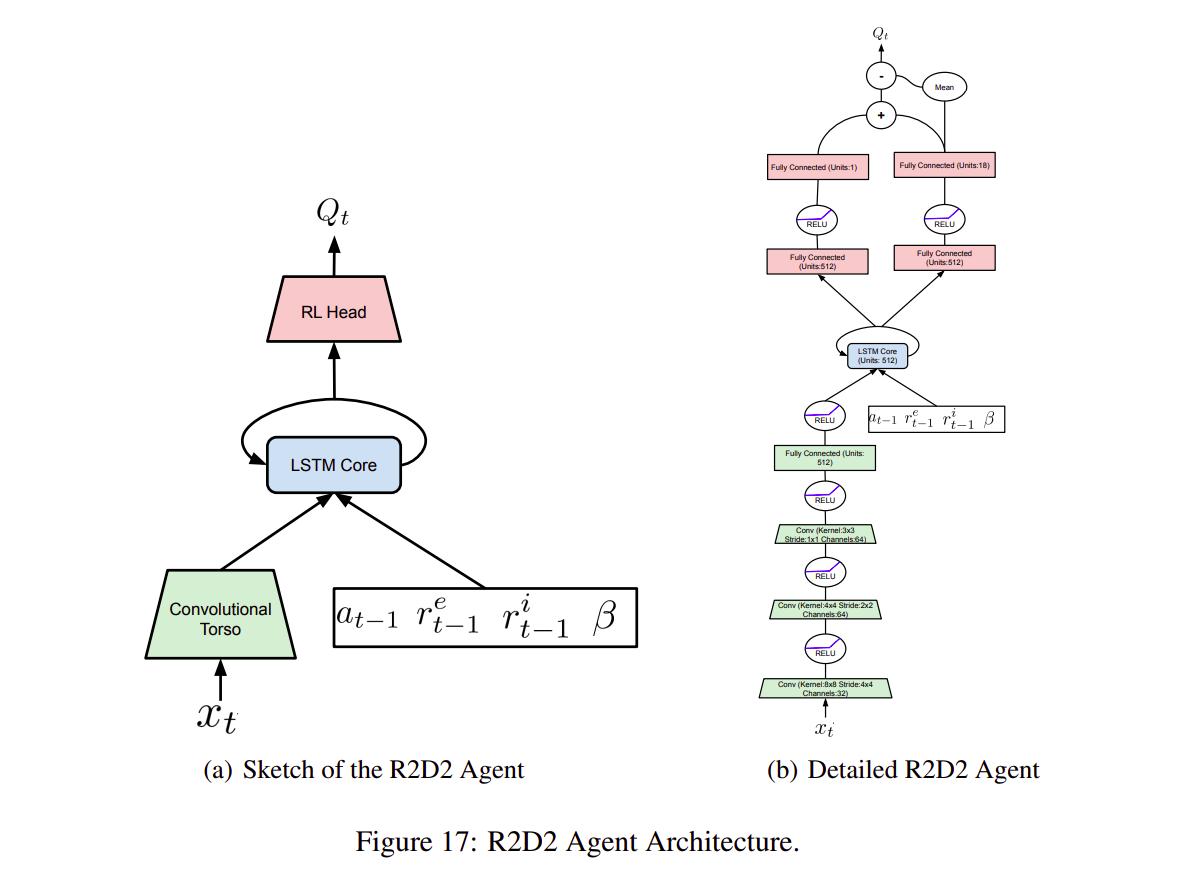 Q_t
RL Head
LSTM Core
Convolutional
Torso
a_{t-1} r^e_{t-1} r^i_{t-1} β
x_t
(a) Sketch of the R2D2 Agent
Q_t
-
Mean
+
Fully Connected (Units:1)
Fully Connected (Units:18)
RELU
RELU
Fully Connected
(Units:512)
Fully Connected
(Units:512)
LSTM Core
(Units: 512)
RELU
a_{t-1} r^e_{t-1} r^i_{t-1} β
Fully Connected (Units:
512)
RELU
Conv (Kernel:3x3
Stride:1x1 Channels:64)
RELU
Conv (Kernel:4x4 Stride:2x2
Channels:64)
RELU
Conv (Kernel:8x8 Stride:4x4
Channels:32)
x_t
(b) Detailed R2D2 Agent
Figure 17: R2D2 Agent Architecture.